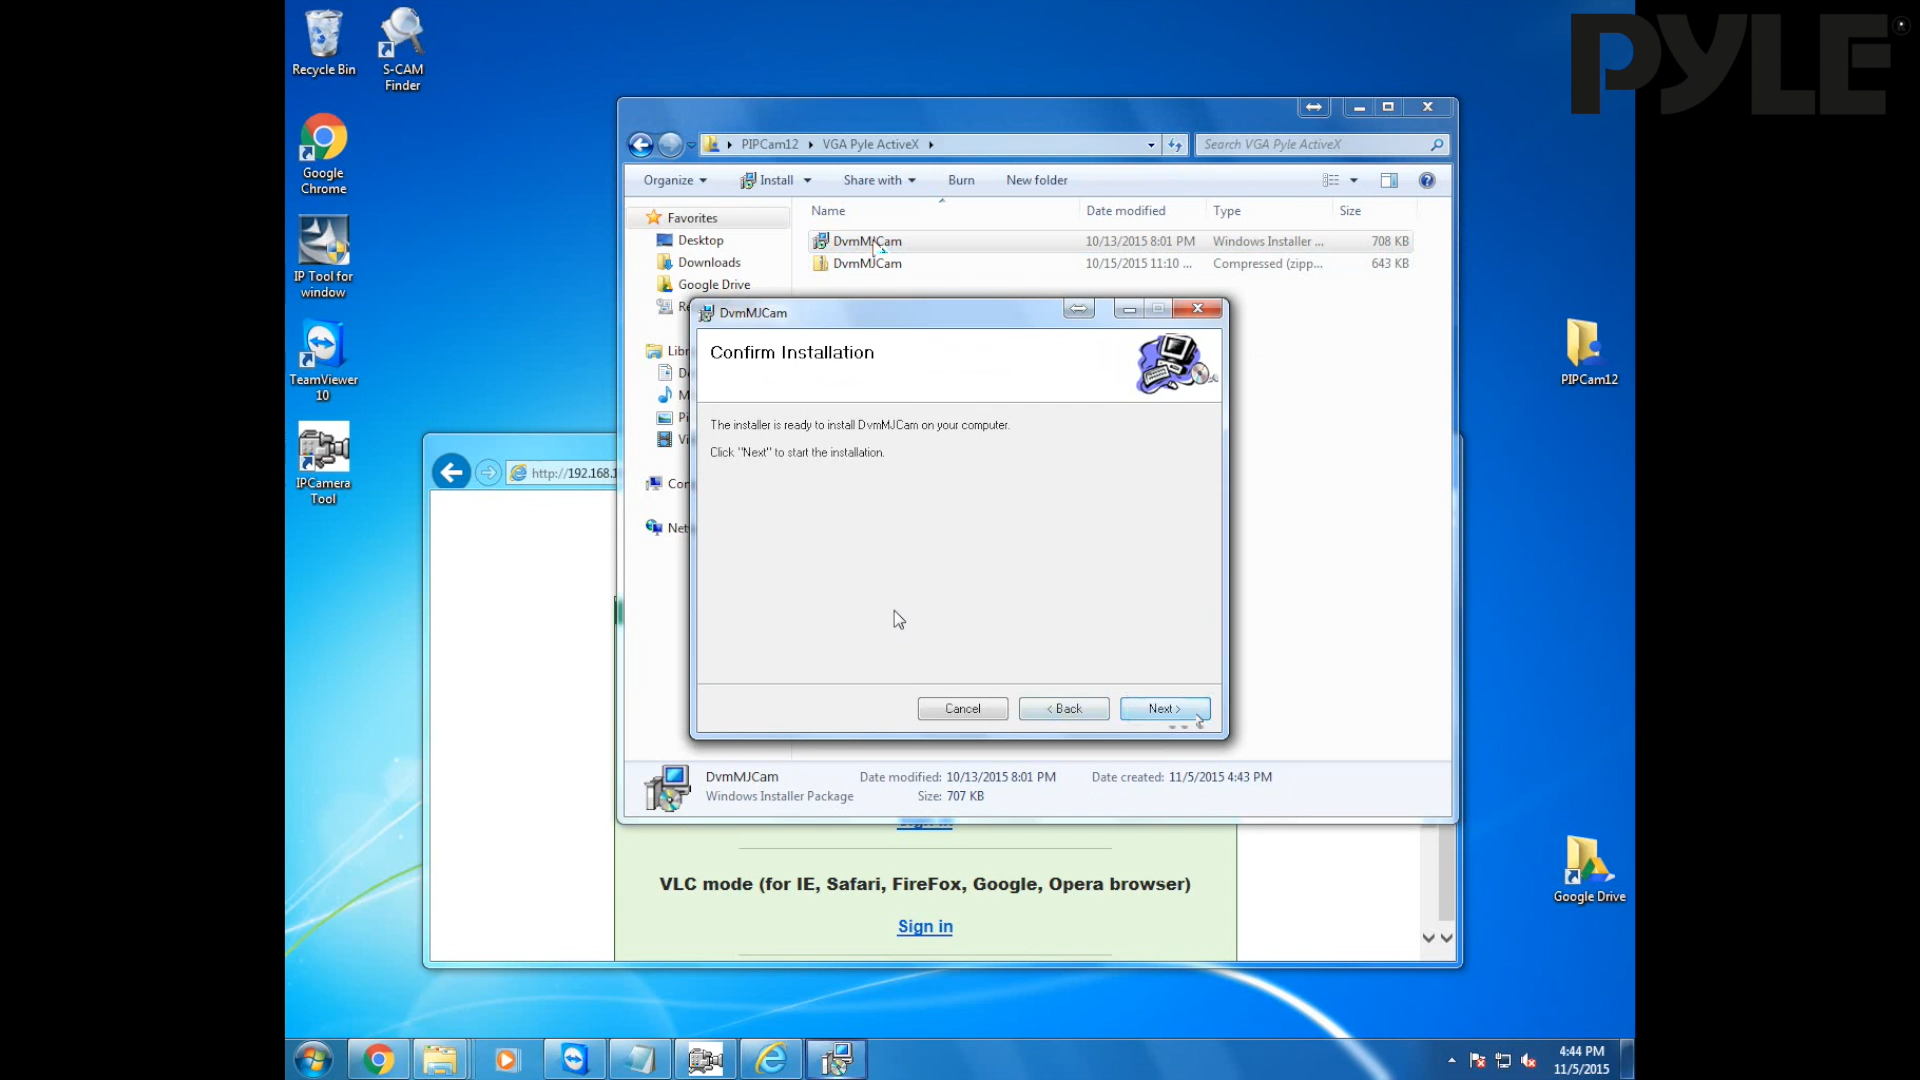 PYLE
Recycle Bin
S-CAM
Finder
Google
Chrome
IP Tool for
window
TeamViewer
10
IPCamera
Tool
PIPCam12
Google Drive
PIPCam12 VGA Pyle ActiveX
Search VGA Pyle ActiveX
Organize Install Share with Burn New folder
Name Date modified Type Size
Favorites
Desktop
Downloads
Google Drive
DvmMJCam 10/13/2015 8:01 PM Windows Installer ... 708 KB
DvmMJCam 10/15/2015 11:10 ... Compressed (zipp... 643 KB
DvmMJCam
Confirm Installation
The installer is ready to install DvmMJCam on your computer.
Click "Next" to start the installation.
Cancel < Back Next >
DvmMJCam Date modified: 10/13/2015 8:01 PM Date created: 11/5/2015 4:43 PM
Windows Installer Package Size: 707 KB
http://192.168.1
VLC mode (for IE, Safari, FireFox, Google, Opera browser)
Sign in
4:44 PM
11/5/2015